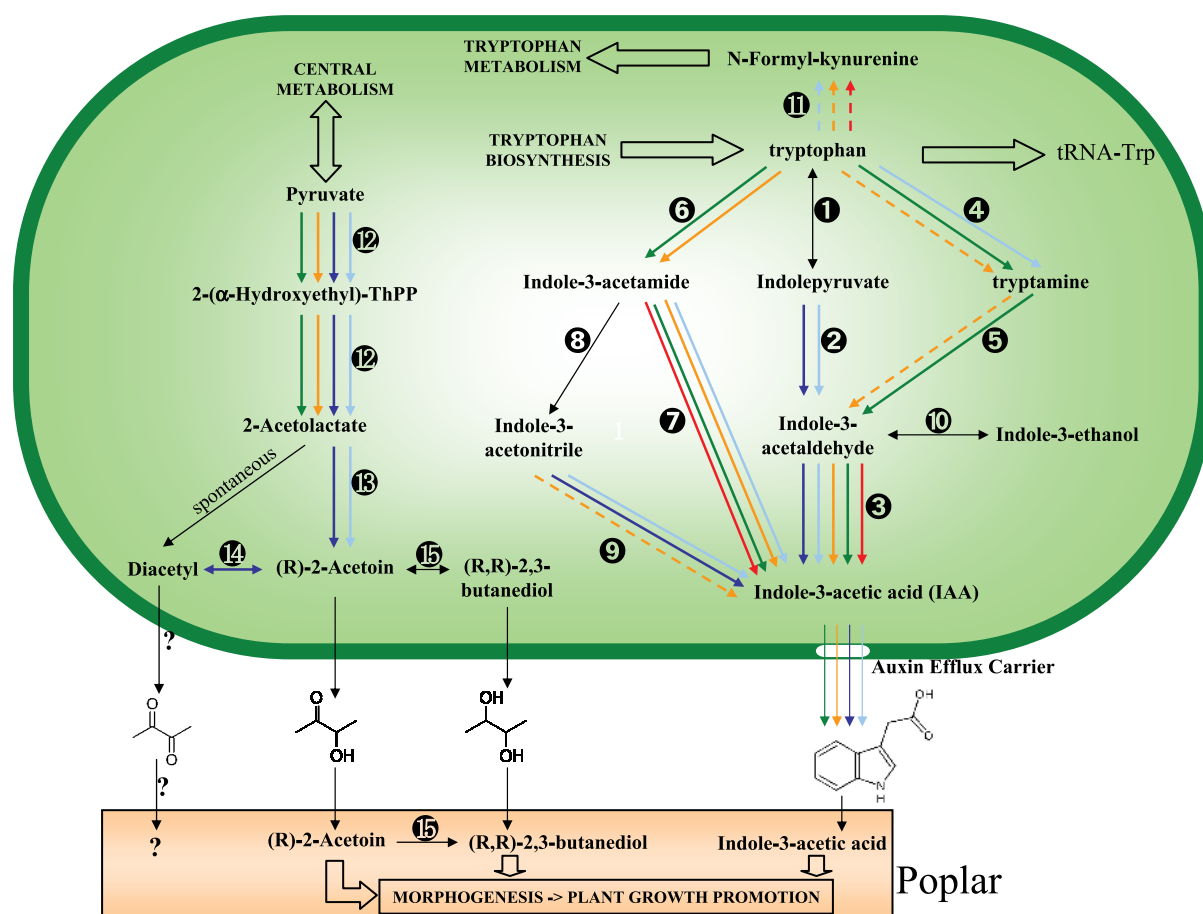 TRYPTOPHAN
METABOLISM
N-Formyl-kynurenine
CENTRAL
METABOLISM
11
TRYPTOPHAN
BIOSYNTHESIS
tryptophan
tRNA-Trp
Pyruvate
6
1
4
12
2-(α-Hydroxyethyl)-ThPP
Indole-3-acetamide
Indolepyruvate
tryptamine
8
2
5
12
2-Acetolactate
Indole-3-
acetonitrile
1
7
Indole-3-
acetaldehyde
10
Indole-3-ethanol
spontaneous
13
3
9
14
15
Diacetyl
(R)-2-Acetoin
(R,R)-2,3-
butanediol
Indole-3-acetic acid (IAA)
?
Auxin Efflux Carrier
O
O
O
OH
OH
OH
OH
O
N
H
?
?
(R)-2-Acetoin
15
(R,R)-2,3-butanediol
Indole-3-acetic acid
MORPHOGENESIS -> PLANT GROWTH PROMOTION
Poplar